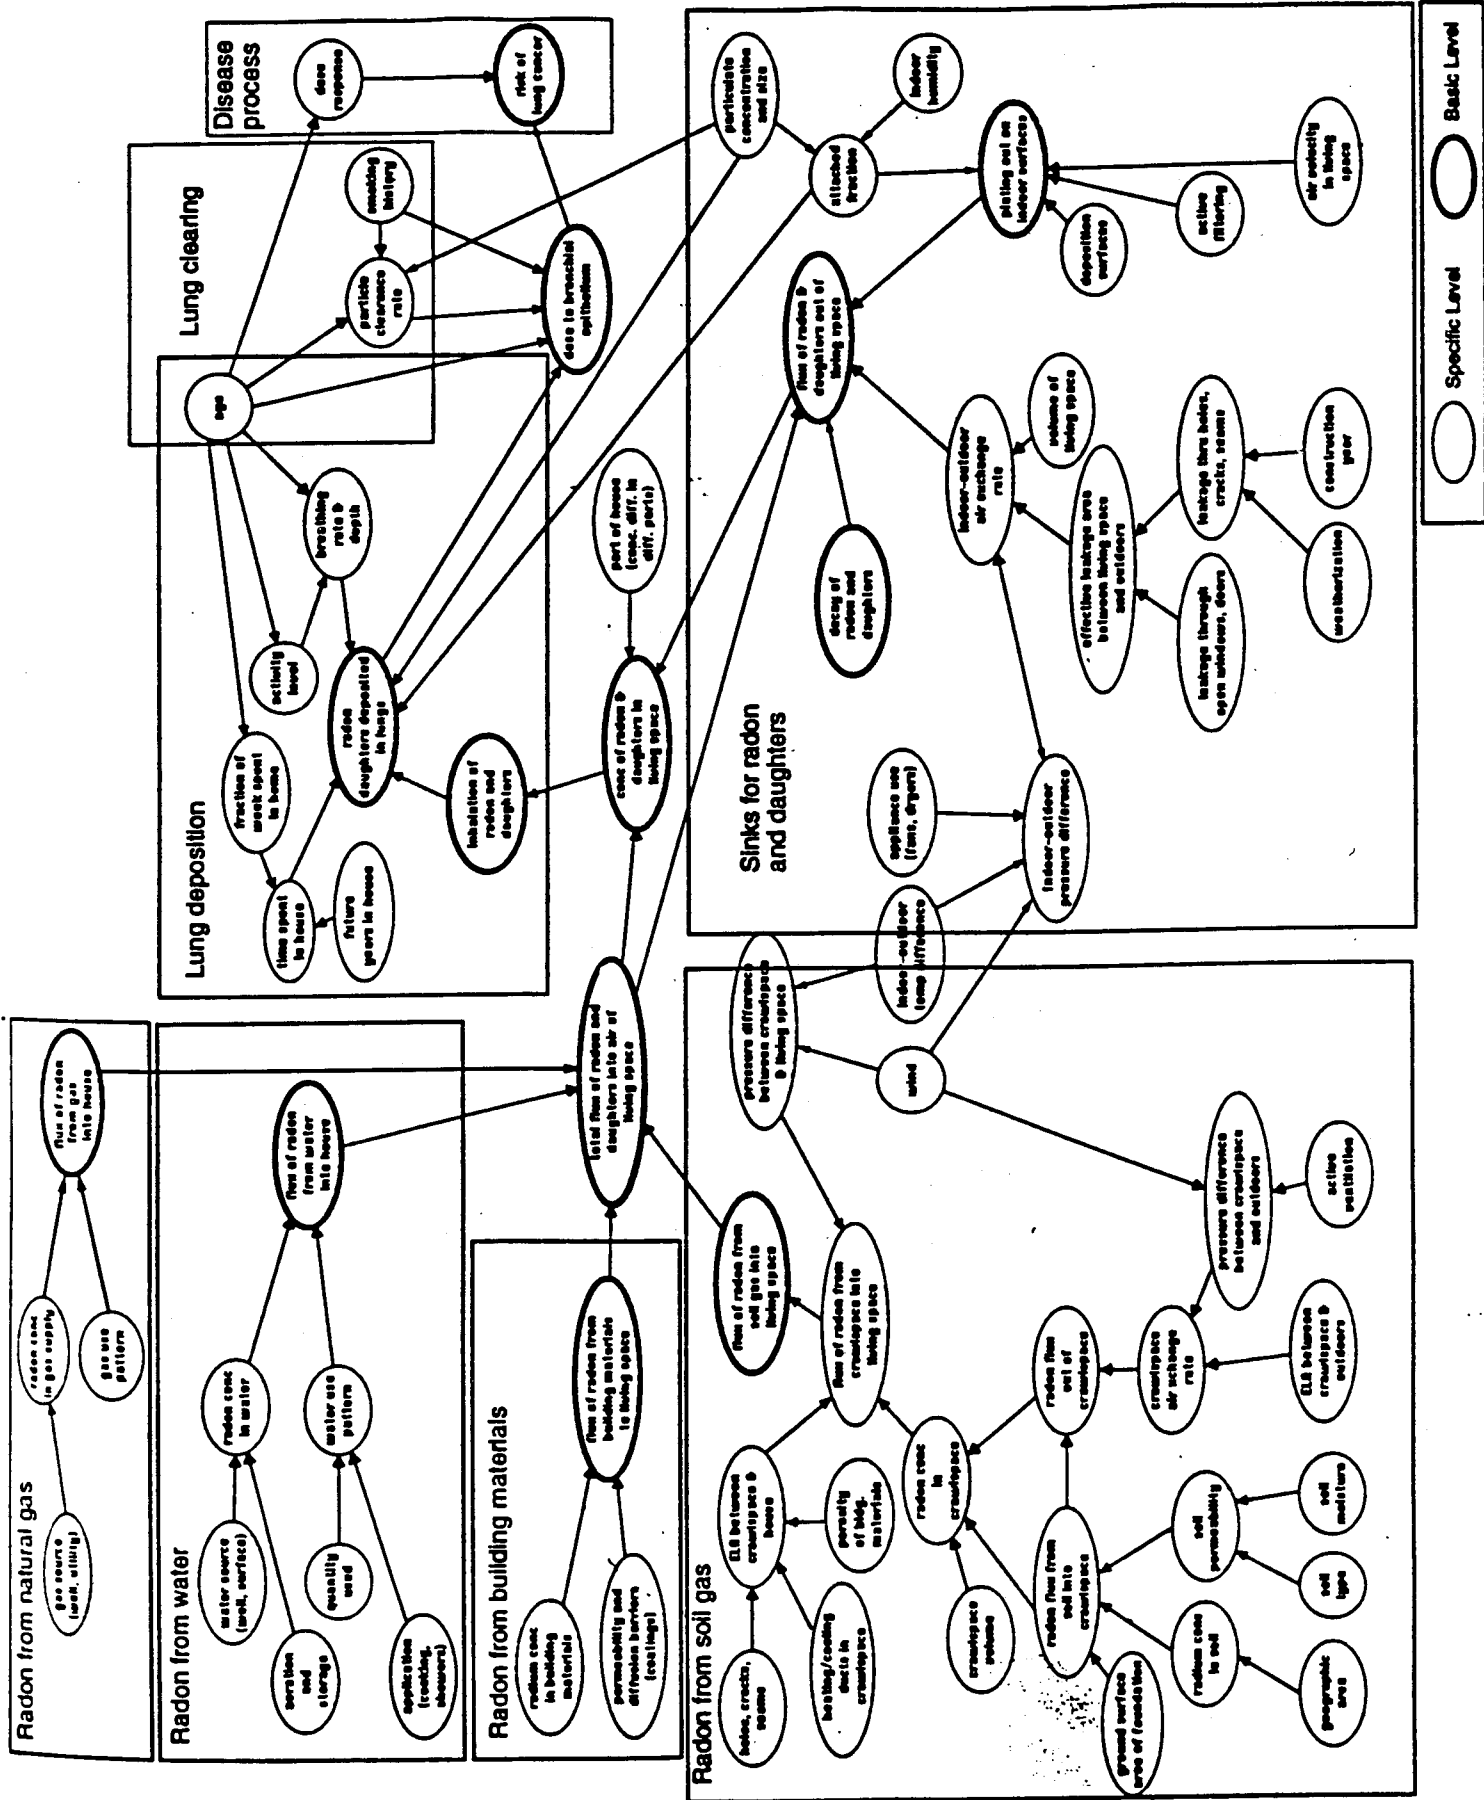 Radon from natural gas
gas source
(well, utility)
radon conc
in gas supply
gas use
pattern
flux of radon
from gas
into house
Radon from water
water source
(well, surface)
aeration
and
storage
quantity
used
application
(cooking,
showers)
radon conc
in water
water use
pattern
flux of radon
from water
into house
Radon from building materials
radium conc
in building
materials
permeability and
diffusion barriers
(coatings)
flux of radon from
building materials
to living space
total flux of radon and
daughters into air of
living space
Radon from soil gas
holes, cracks,
seams
heating/cooling
ducts in
crawlspace
ELA between
crawlspace &
house
porosity
of bldg.
materials
crawlspace
volume
radon conc
in
crawlspace
flux of radon from
soil gas into
living space
flux of radon from
crawlspace into
living space
pressure difference
between crawlspace
& living space
wind
indoor-outdoor
temp difference
ground surface
area of foundation
radon flux from
soil into
crawlspace
radium conc
in soil
geographic
area
soil
permeability
soil
type
soil
moisture
radon flux
out of
crawlspace
crawlspace
air xchange
rate
ELA between
crawlspace &
outdoors
pressure difference
between crawlspace
and outdoors
active
ventilation
Lung deposition
time spent
in house
future
years in house
fraction of
week spent
in home
activity
level
breathing
rate &
depth
radon
daughters deposited
in lungs
inhalation of
radon and
daughters
conc of radon &
daughters in
living space
part of house
(conc. diff. in
diff. parts)
age
Lung clearing
particle
clearance
rate
smoking
history
dose to bronchial
epithelium
Disease
process
dose
response
risk of
lung cancer
Sinks for radon
and daughters
appliance use
(fans, dryers)
indoor-outdoor
pressure difference
decay of
radon and
daughters
flux of radon &
daughters out of
living space
indoor-outdoor
air exchange
rate
volume of
living space
effective leakage area
between living space
and outdoors
leakage through
open windows, doors
leakage thru holes,
cracks, seams
weatherization
construction
year
particulate
concentration
and size
attached
fraction
indoor
humidity
plating out on
indoor surfaces
deposition
surfaces
active
filtering
air velocity
in living
space
Specific Level
Basic Level